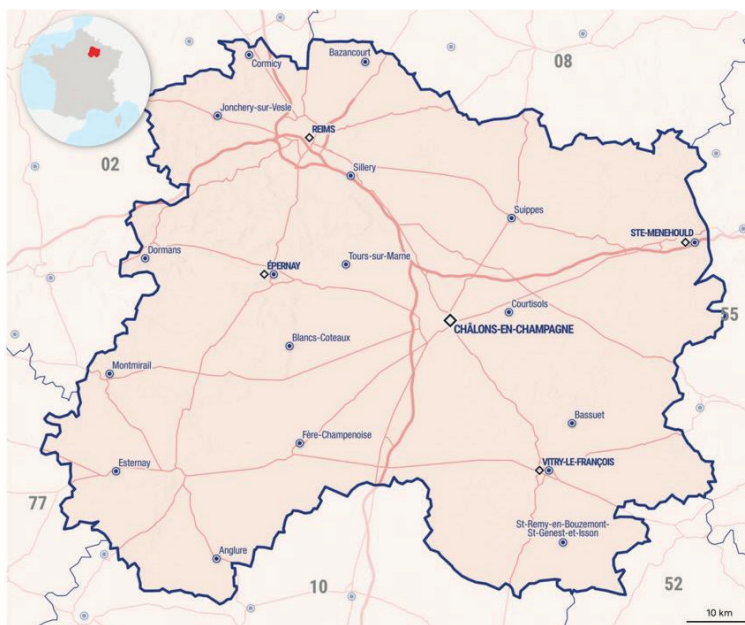 Cormicy
Bazancourt
08
Jonchery-sur-Vesle
REIMS
02
Sillery
Suippes
STE-MENEHOULD
Dormans
Tours-sur-Marne
ÉPERNAY
Courtisols
55
CHÂLONS-EN-CHAMPAGNE
Blancs-Coteaux
Montmirail
Bassuet
Fère-Champenoise
VITRY-LE-FRANÇOIS
Esternay
77
St-Remy-en-Bouzemont-
St-Genest-et-Isson
Anglure
10
52
10 km